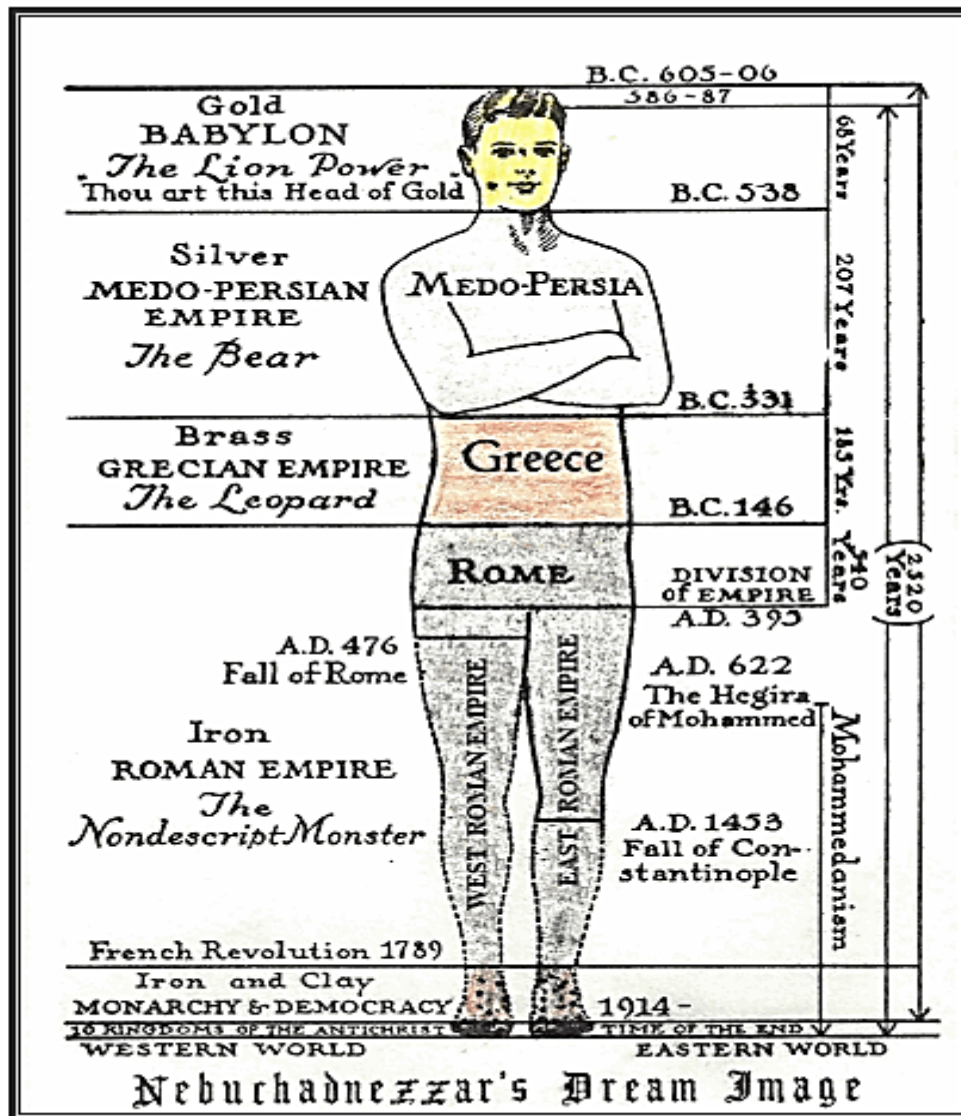 B.C. 605-06
586-87
Gold
BABYLON
The Lion Power
Thou art this Head of Gold
B.C. 538
68 Years
Silver
MEDO-PERSIAN
EMPIRE
The Bear
MEDO-PERSIA
207 Years
B.C. 331
Brass
GRECIAN EMPIRE
The Leopard
Greece
B.C. 146
185 Yrs.
ROME
DIVISION
of EMPIRE
A.D. 395
540
Years
(2520
Years)
A.D. 476
Fall of Rome
WEST ROMAN EMPIRE
EAST ROMAN EMPIRE
A.D. 622
The Hegira
of Mohammed
Mohammedanism
Iron
ROMAN EMPIRE
The
Nondescript Monster
A.D. 1453
Fall of Con-
stantinople
French Revolution 1789
Iron and Clay
MONARCHY & DEMOCRACY
1914-
10 KINGDOMS OF THE ANTICHRIST
TIME OF THE END
WESTERN WORLD
EASTERN WORLD
Nebuchadnezzar's Dream Image